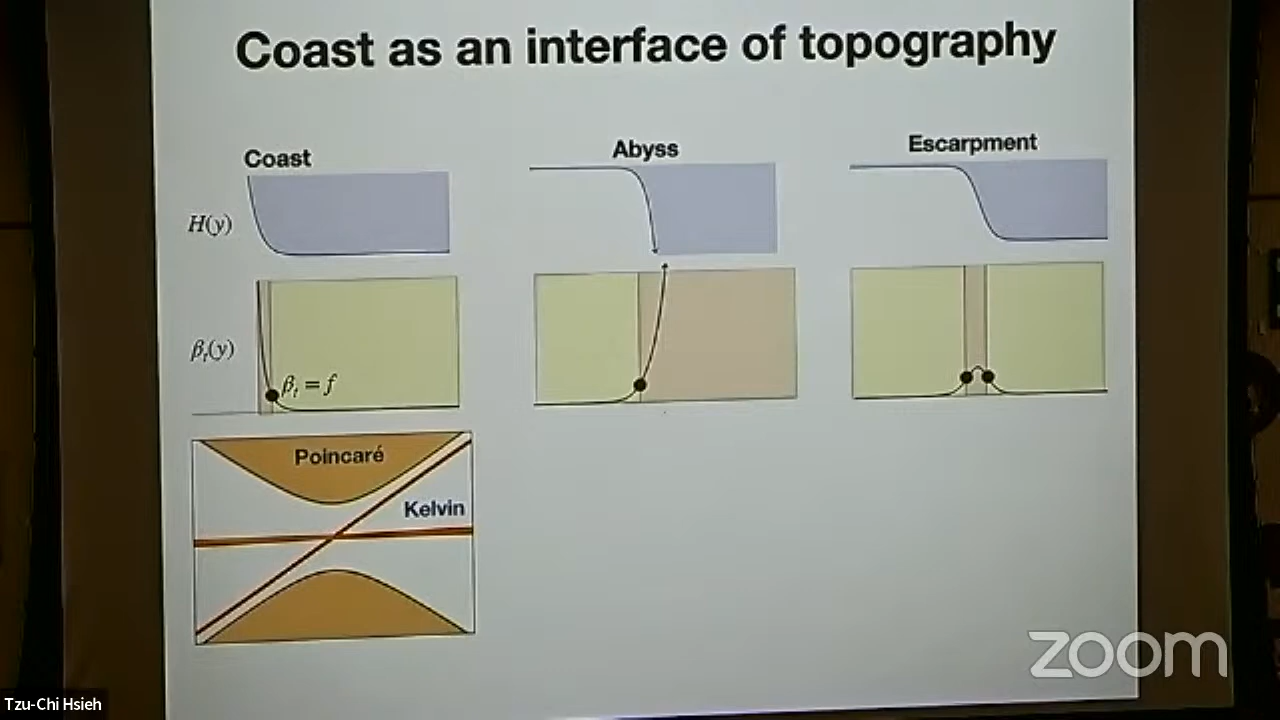 Coast as an interface of topography
Coast
Abyss
Escarpment
H(y)
βₜ(y)
βₜ = f
Poincaré
Kelvin
zoom
Tzu-Chi Hsieh